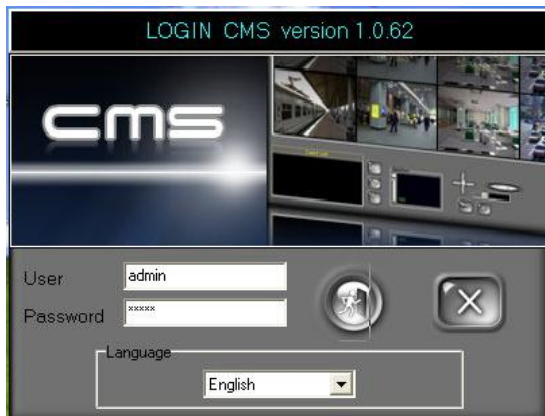 LOGIN CMS version 1.0.62
cms
User
admin
Password
*****
Language
English